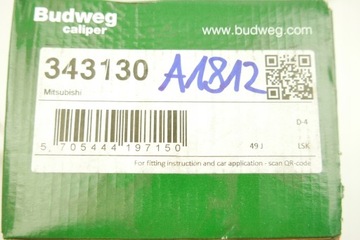 Budweg
caliper
www.budweg.com
343130
A1812
Mitsubishi
D-4
5 705444 197150
49 J
LSK
For fitting instruction and car application - scan QR-code